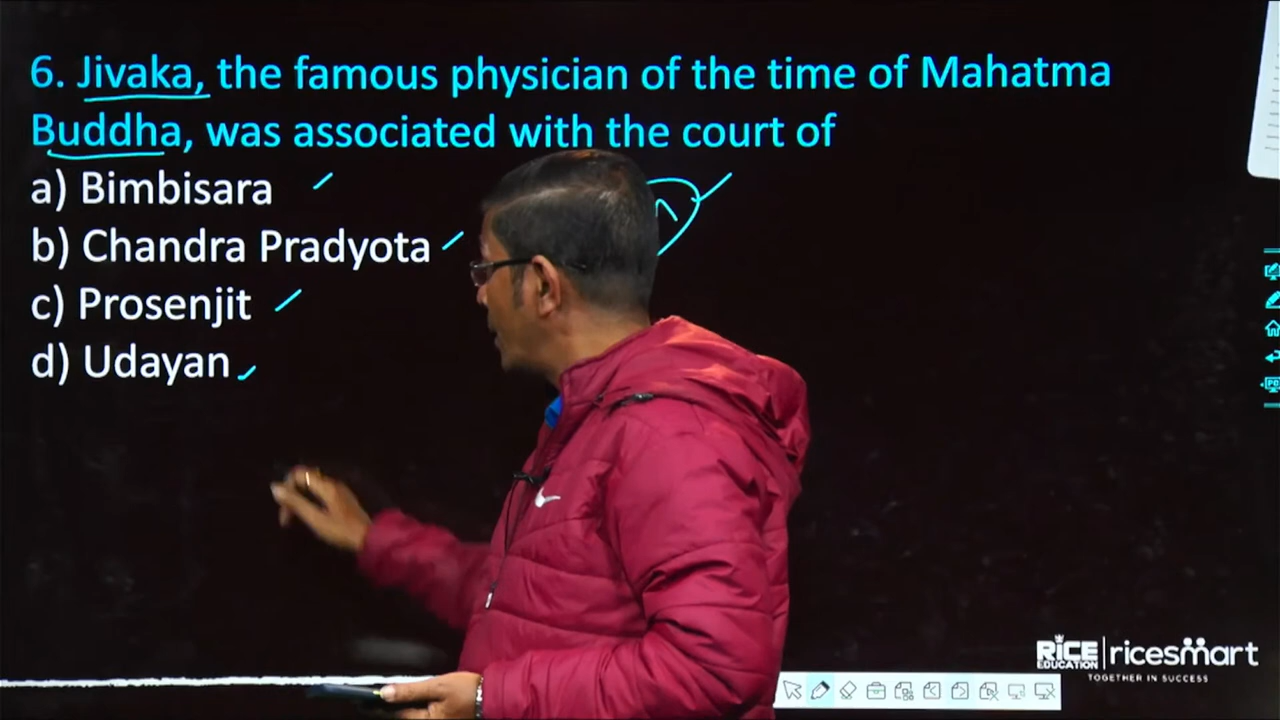 6. Jivaka, the famous physician of the time of Mahatma
Buddha, was associated with the court of
a) Bimbisara
b) Chandra Pradyota
c) Prosenjit
d) Udayan
RICE
EDUCATION
ricesmart
TOGETHER IN SUCCESS